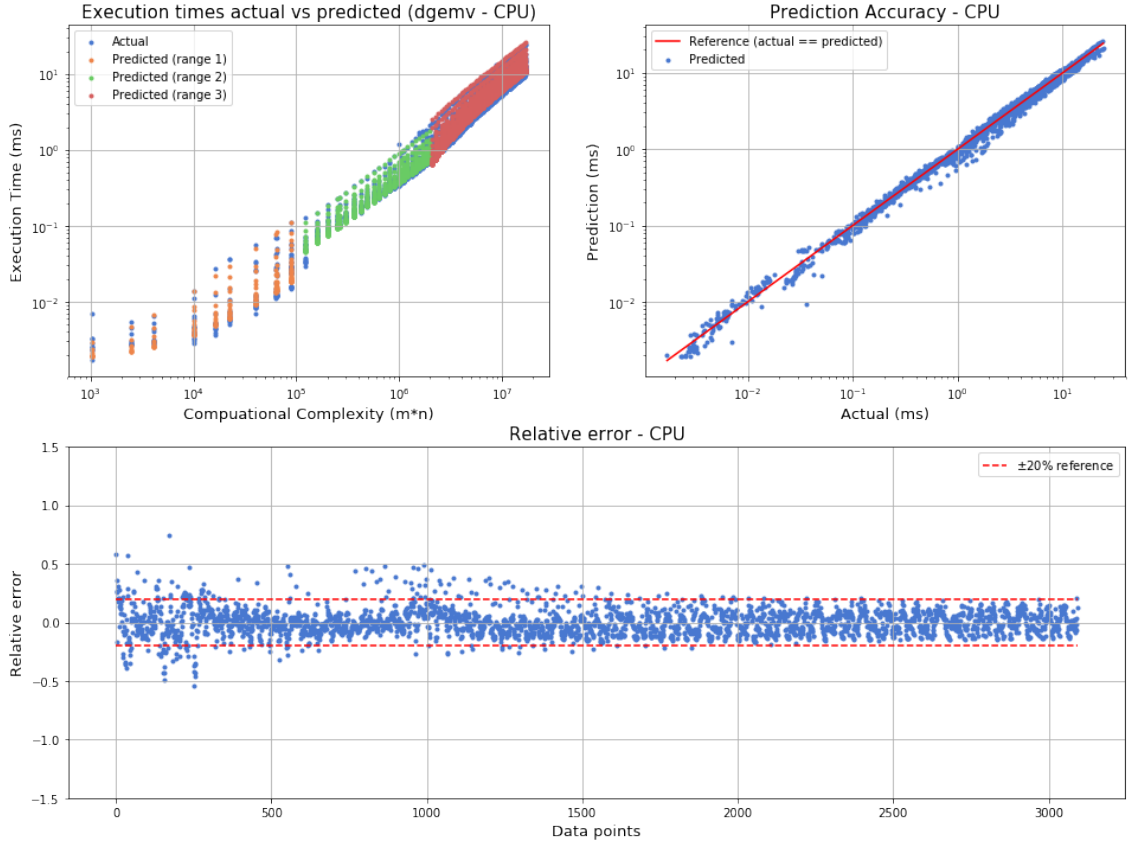 Execution times actual vs predicted (dgemv - CPU)
Actual
Predicted (range 1)
Predicted (range 2)
Predicted (range 3)
10¹
10⁰
10⁻¹
10⁻²
Execution Time (ms)
10³ 10⁴ 10⁵ 10⁶ 10⁷
Compuational Complexity (m*n)
Prediction Accuracy - CPU
Reference (actual == predicted)
Predicted
10¹
10⁰
10⁻¹
10⁻²
Prediction (ms)
10⁻² 10⁻¹ 10⁰ 10¹
Actual (ms)
Relative error - CPU
±20% reference
1.5
1.0
0.5
0.0
−0.5
−1.0
−1.5
Relative error
0 500 1000 1500 2000 2500 3000
Data points